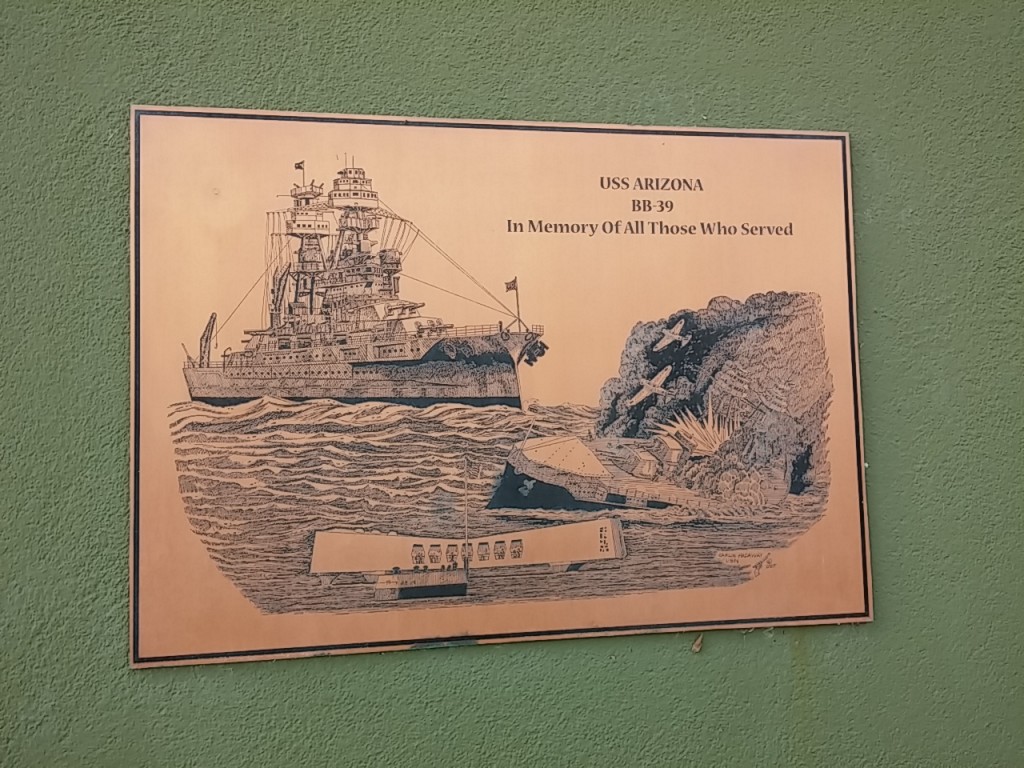 USS ARIZONA
BB-39
In Memory Of All Those Who Served